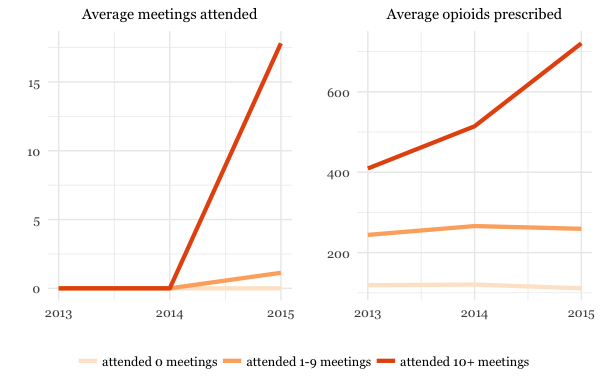 Average meetings attended
Average opioids prescribed
15
10
5
0
2013
2014
2015
600
400
200
2013
2014
2015
attended 0 meetings
attended 1-9 meetings
attended 10+ meetings